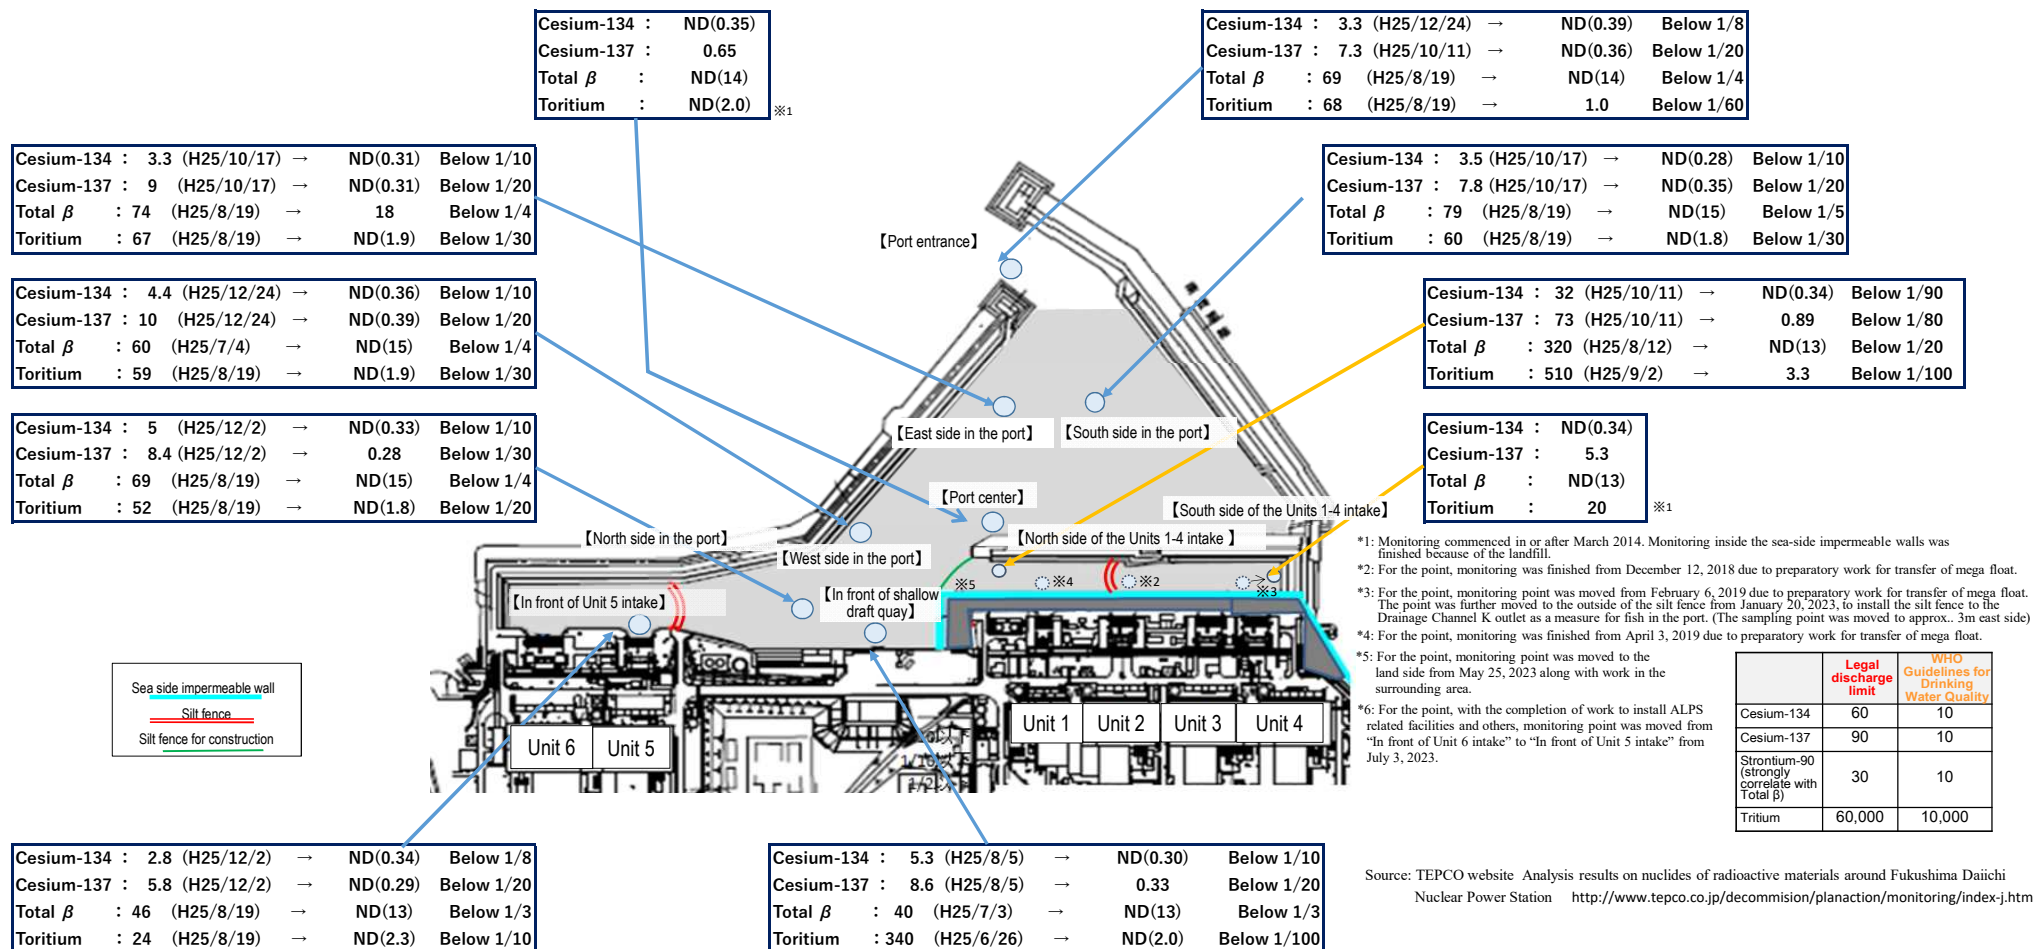 Cesium-134 : ND(0.35)
Cesium-137 : 0.65
Total β : ND(14)
Toritium : ND(2.0) ※1
Cesium-134 : 3.3 (H25/12/24) → ND(0.39) Below 1/8
Cesium-137 : 7.3 (H25/10/11) → ND(0.36) Below 1/20
Total β : 69 (H25/8/19) → ND(14) Below 1/4
Toritium : 68 (H25/8/19) → 1.0 Below 1/60
Cesium-134 : 3.3 (H25/10/17) → ND(0.31) Below 1/10
Cesium-137 : 9 (H25/10/17) → ND(0.31) Below 1/20
Total β : 74 (H25/8/19) → 18 Below 1/4
Toritium : 67 (H25/8/19) → ND(1.9) Below 1/30
Cesium-134 : 3.5 (H25/10/17) → ND(0.28) Below 1/10
Cesium-137 : 7.8 (H25/10/17) → ND(0.35) Below 1/20
Total β : 79 (H25/8/19) → ND(15) Below 1/5
Toritium : 60 (H25/8/19) → ND(1.8) Below 1/30
Cesium-134 : 4.4 (H25/12/24) → ND(0.36) Below 1/10
Cesium-137 : 10 (H25/12/24) → ND(0.39) Below 1/20
Total β : 60 (H25/7/4) → ND(15) Below 1/4
Toritium : 59 (H25/8/19) → ND(1.9) Below 1/30
Cesium-134 : 32 (H25/10/11) → ND(0.34) Below 1/90
Cesium-137 : 73 (H25/10/11) → 0.89 Below 1/80
Total β : 320 (H25/8/12) → ND(13) Below 1/20
Toritium : 510 (H25/9/2) → 3.3 Below 1/100
Cesium-134 : 5 (H25/12/2) → ND(0.33) Below 1/10
Cesium-137 : 8.4 (H25/12/2) → 0.28 Below 1/30
Total β : 69 (H25/8/19) → ND(15) Below 1/4
Toritium : 52 (H25/8/19) → ND(1.8) Below 1/20
Cesium-134 : ND(0.34)
Cesium-137 : 5.3
Total β : ND(13)
Toritium : 20 ※1
【Port entrance】
【East side in the port】
【South side in the port】
【Port center】
【South side of the Units 1-4 intake】
【North side in the port】
【North side of the Units 1-4 intake 】
【West side in the port】
※5
※4
※2
※3
【In front of Unit 5 intake】
【In front of shallow
draft quay】
Unit 1
Unit 2
Unit 3
Unit 4
Unit 6
Unit 5
1/2
Sea side impermeable wall
Silt fence
Silt fence for construction
*1: Monitoring commenced in or after March 2014. Monitoring inside the sea-side impermeable walls was
finished because of the landfill.
*2: For the point, monitoring was finished from December 12, 2018 due to preparatory work for transfer of mega float.
*3: For the point, monitoring point was moved from February 6, 2019 due to preparatory work for transfer of mega float.
The point was further moved to the outside of the silt fence from January 20, 2023, to install the silt fence to the
Drainage Channel K outlet as a measure for fish in the port. (The sampling point was moved to approx.. 3m east side)
*4: For the point, monitoring was finished from April 3, 2019 due to preparatory work for transfer of mega float.
*5: For the point, monitoring point was moved to the
land side from May 25, 2023 along with work in the
surrounding area.
*6: For the point, with the completion of work to install ALPS
related facilities and others, monitoring point was moved from
“In front of Unit 6 intake” to “In front of Unit 5 intake” from
July 3, 2023.
Legal
discharge
limit
WHO
Guidelines for
Drinking
Water Quality
Cesium-134 60 10
Cesium-137 90 10
Strontium-90
(strongly
correlate with
Total β)
30 10
Tritium 60,000 10,000
Cesium-134 : 2.8 (H25/12/2) → ND(0.34) Below 1/8
Cesium-137 : 5.8 (H25/12/2) → ND(0.29) Below 1/20
Total β : 46 (H25/8/19) → ND(13) Below 1/3
Toritium : 24 (H25/8/19) → ND(2.3) Below 1/10
Cesium-134 : 5.3 (H25/8/5) → ND(0.30) Below 1/10
Cesium-137 : 8.6 (H25/8/5) → 0.33 Below 1/20
Total β : 40 (H25/7/3) → ND(13) Below 1/3
Toritium : 340 (H25/6/26) → ND(2.0) Below 1/100
Source: TEPCO website Analysis results on nuclides of radioactive materials around Fukushima Daiichi
Nuclear Power Station http://www.tepco.co.jp/decommision/planaction/monitoring/index-j.htm